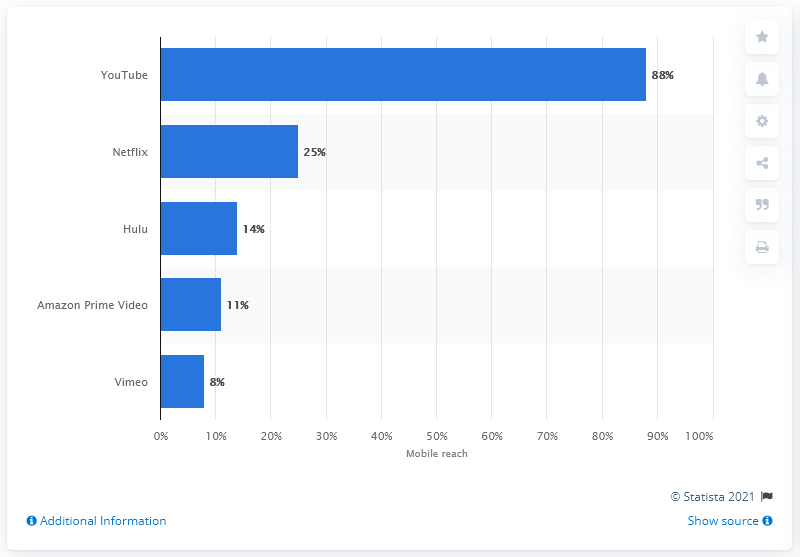 YouTube 88%
Netflix 25%
Hulu 14%
Amazon Prime Video 11%
Vimeo 8%
0% 10% 20% 30% 40% 50% 60% 70% 80% 90% 100%
Mobile reach
© Statista 2021
Additional Information Show source